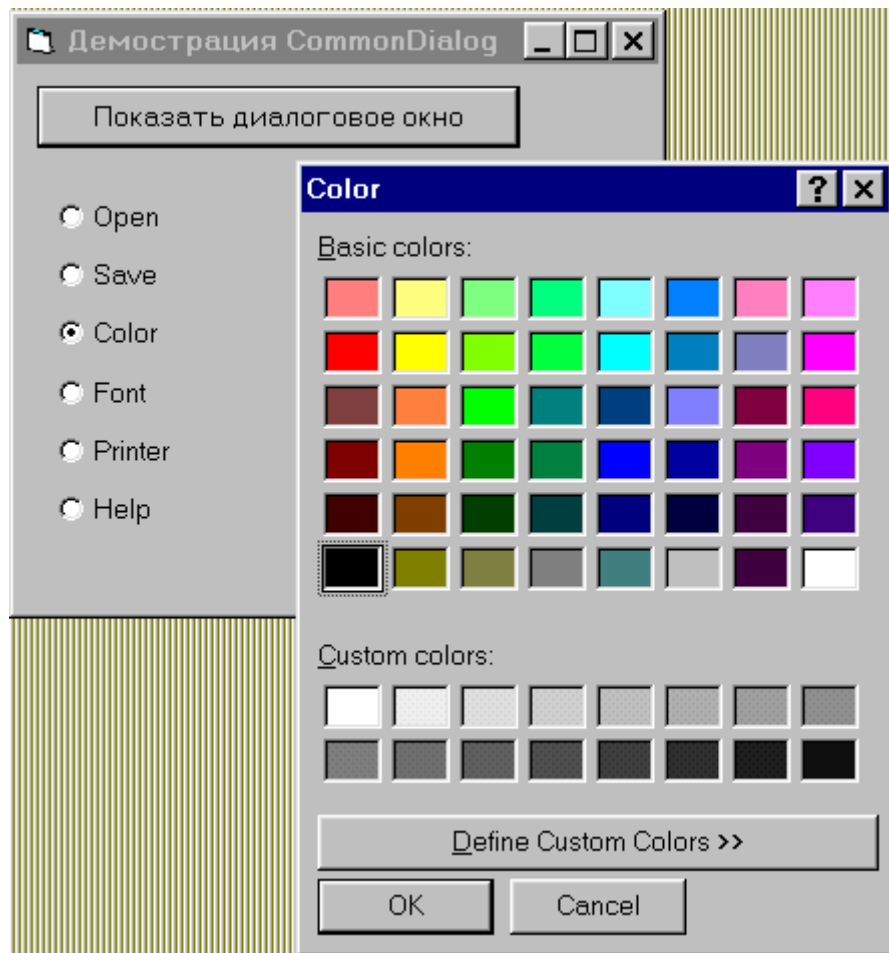 Демострация CommonDialog
Показать диалоговое окно
Open
Save
Color
Font
Printer
Help
Color
Basic colors:
Custom colors:
Define Custom Colors >>
OK
Cancel